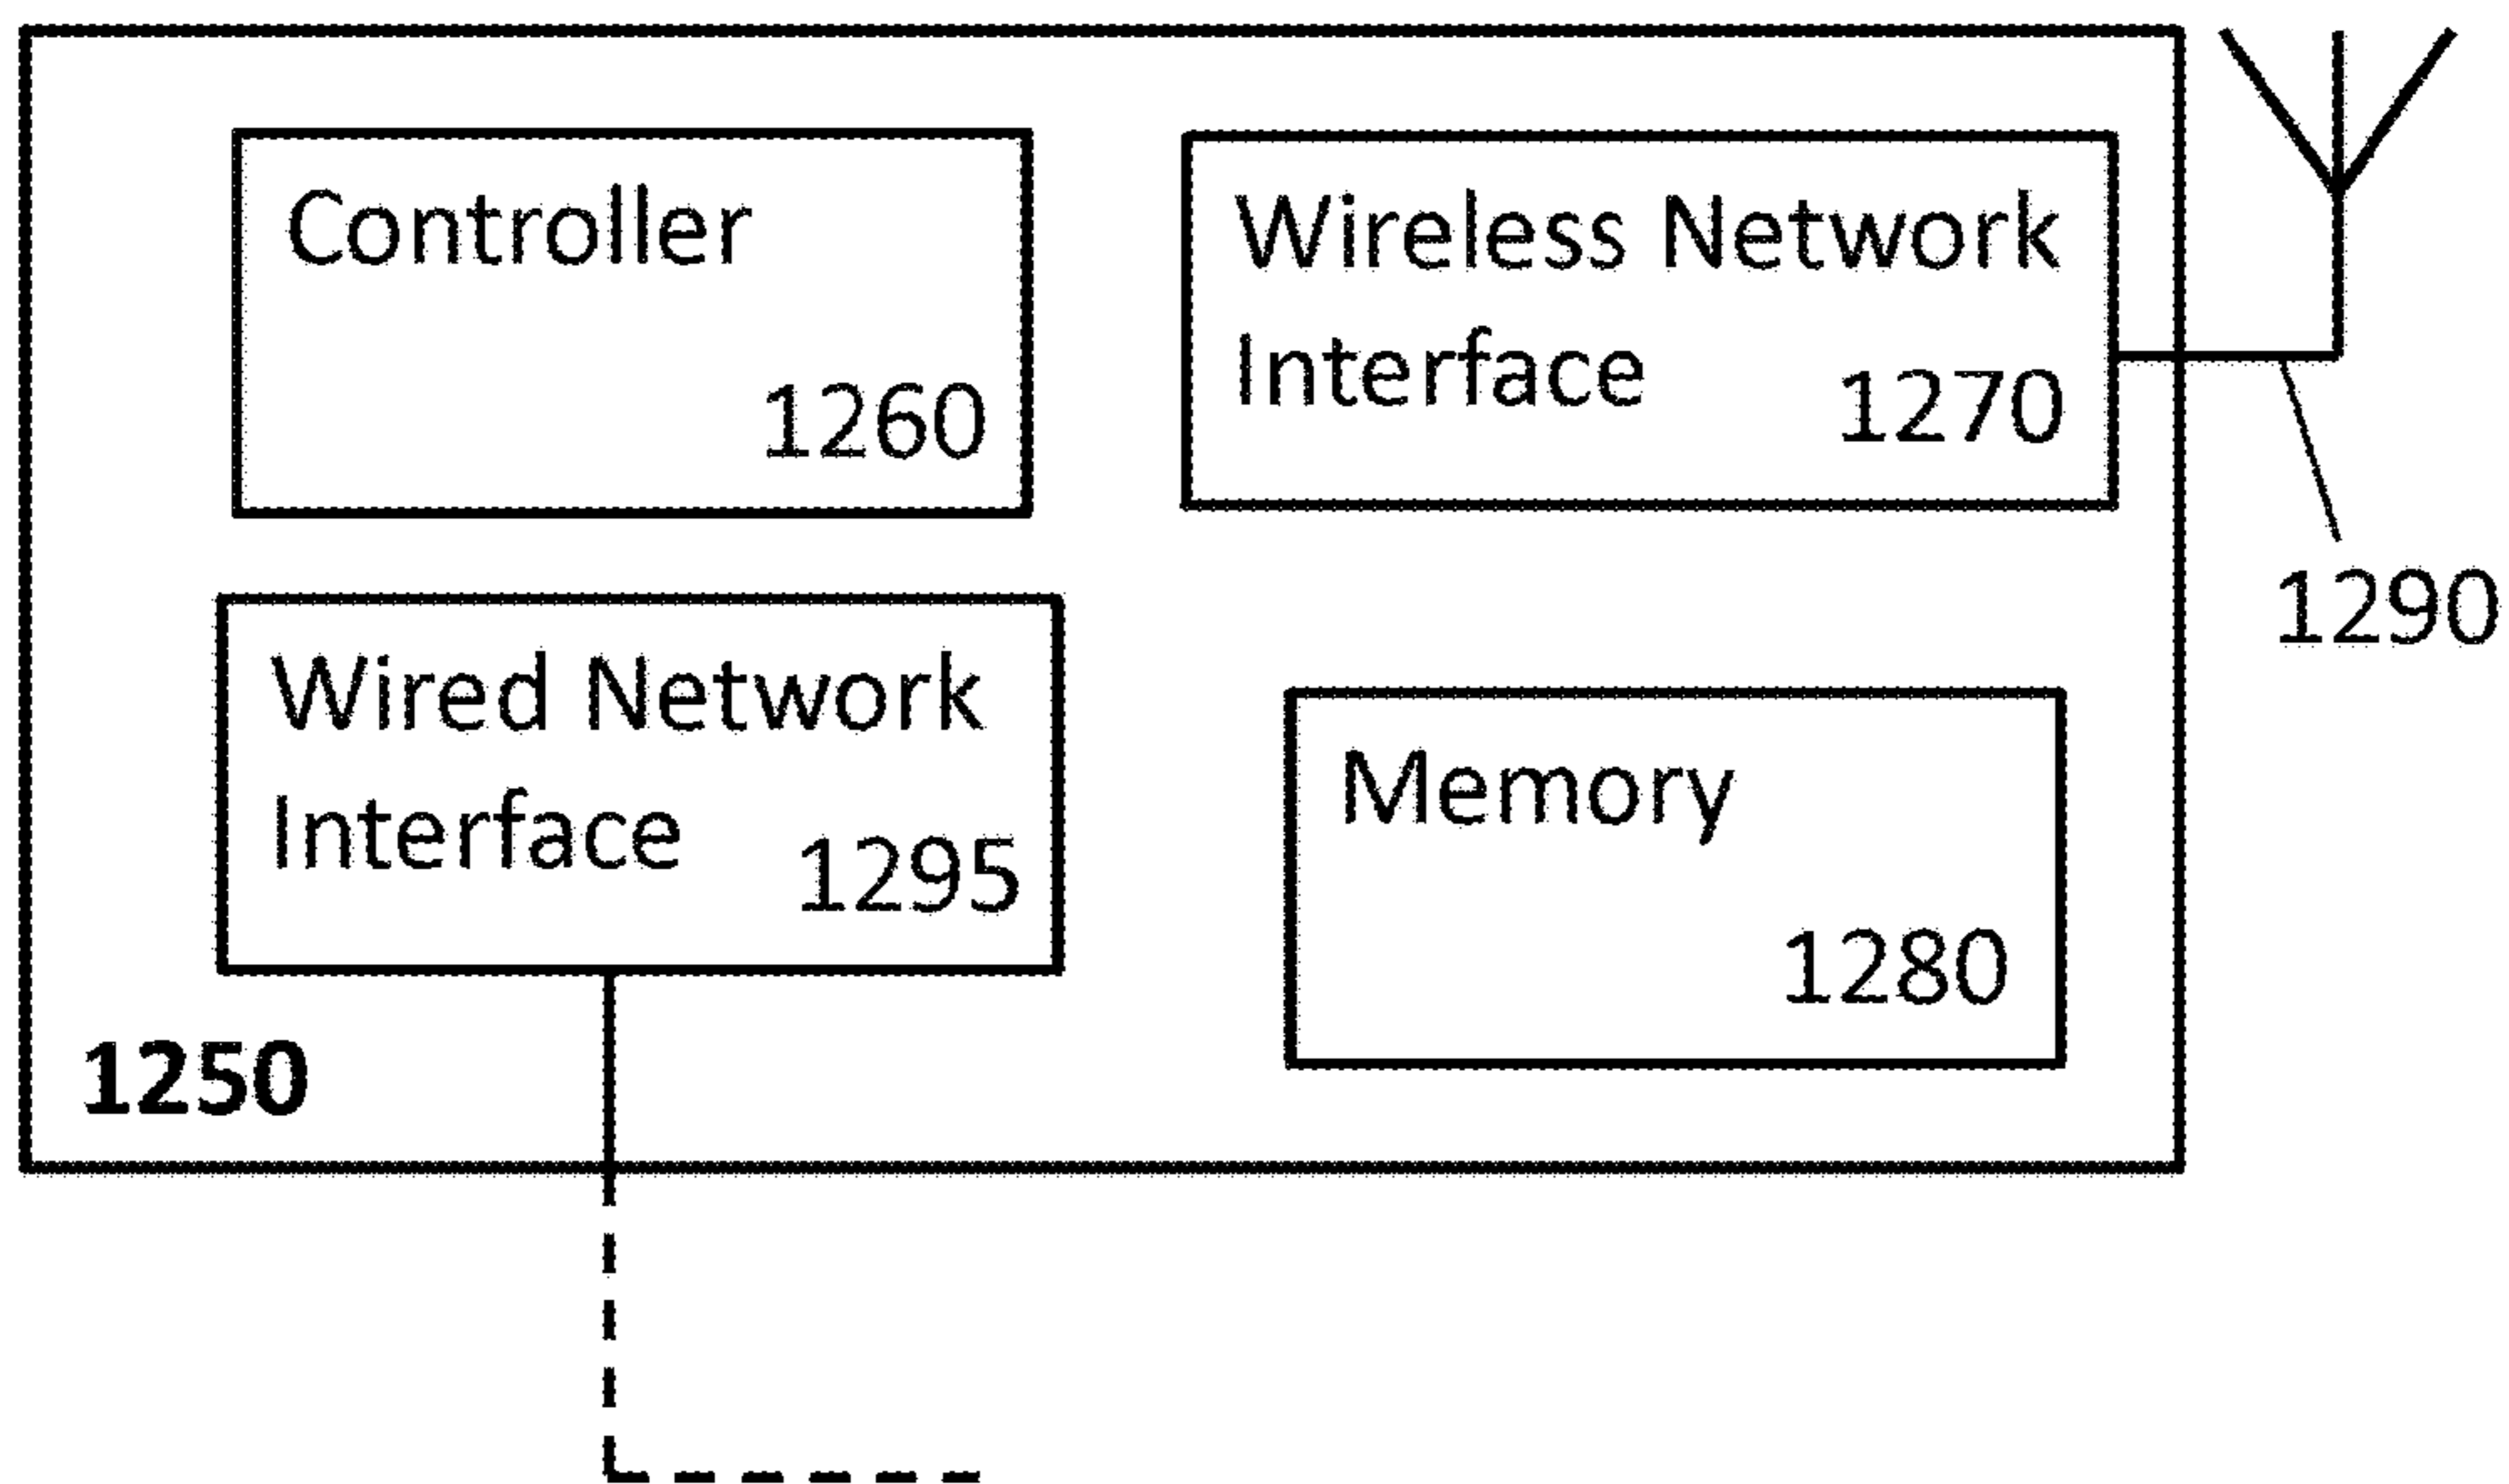 Controller
1260
Wireless Network
Interface
1270
1290
Wired Network
Interface
1295
Memory
1280
1250